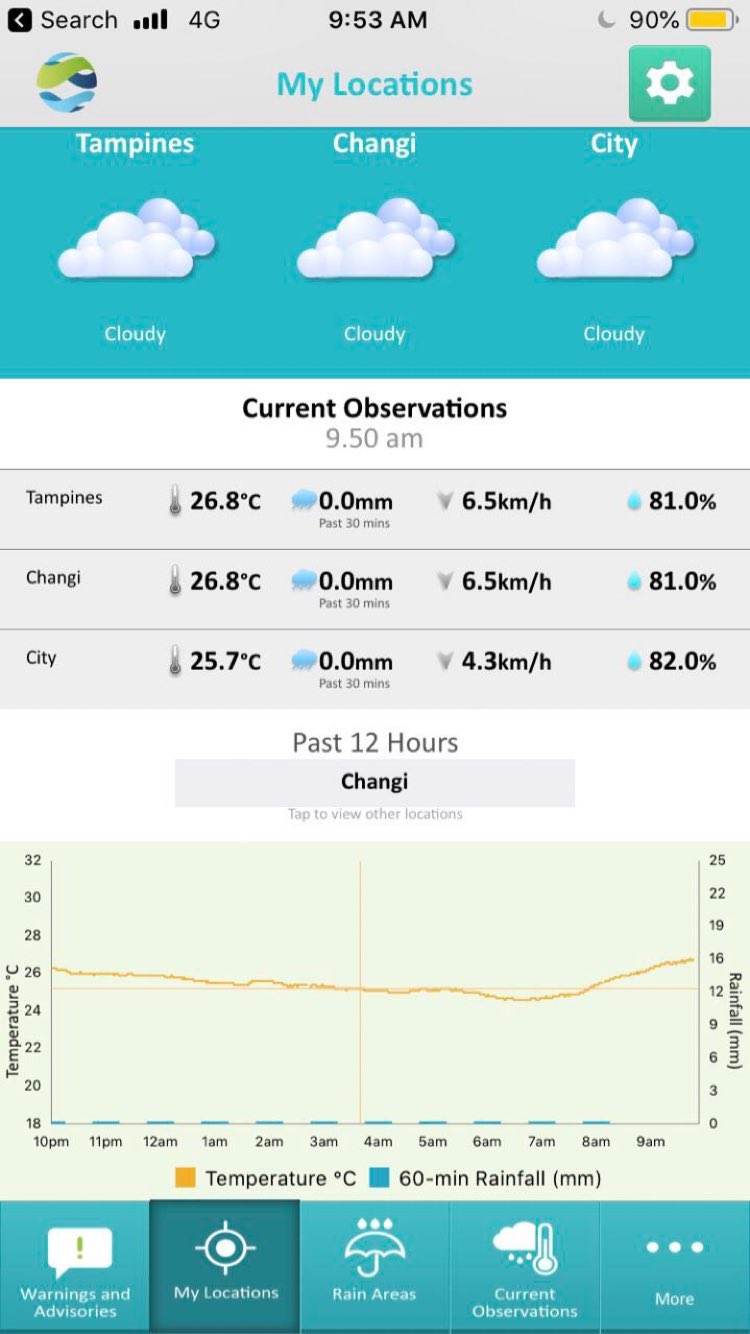 Search 4G 9:53 AM 90%
My Locations
Tampines Changi City
Cloudy Cloudy Cloudy
Current Observations
9.50 am
Tampines 26.8°C 0.0mm 6.5km/h 81.0%
Past 30 mins
Changi 26.8°C 0.0mm 6.5km/h 81.0%
Past 30 mins
City 25.7°C 0.0mm 4.3km/h 82.0%
Past 30 mins
Past 12 Hours
Changi
Tap to view other locations
Temperature °C
32
30
28
26
24
22
20
18
25
22
19
16
12
9
6
3
0
Rainfall (mm)
10pm 11pm 12am 1am 2am 3am 4am 5am 6am 7am 8am 9am
Temperature °C 60-min Rainfall (mm)
Warnings and
Advisories
My Locations
Rain Areas
Current
Observations
More